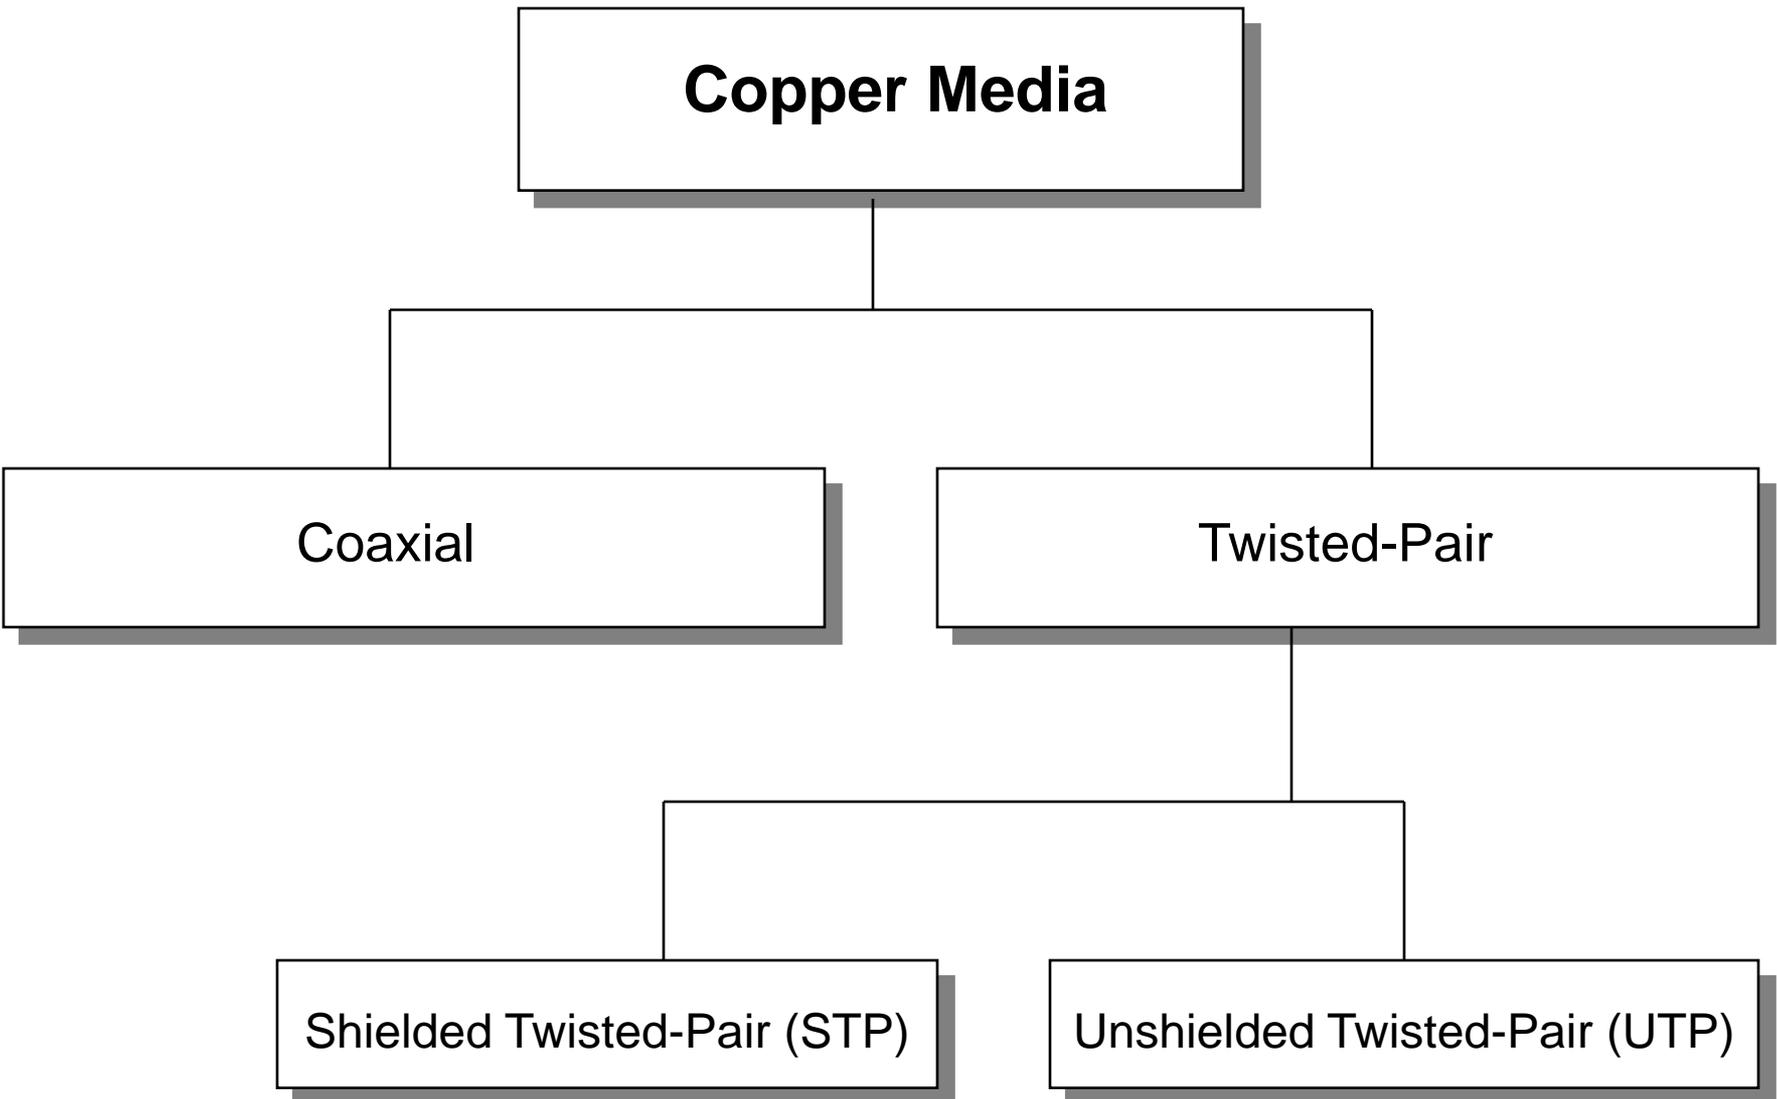 Copper Media
Coaxial
Twisted-Pair
Shielded Twisted-Pair (STP)
Unshielded Twisted-Pair (UTP)